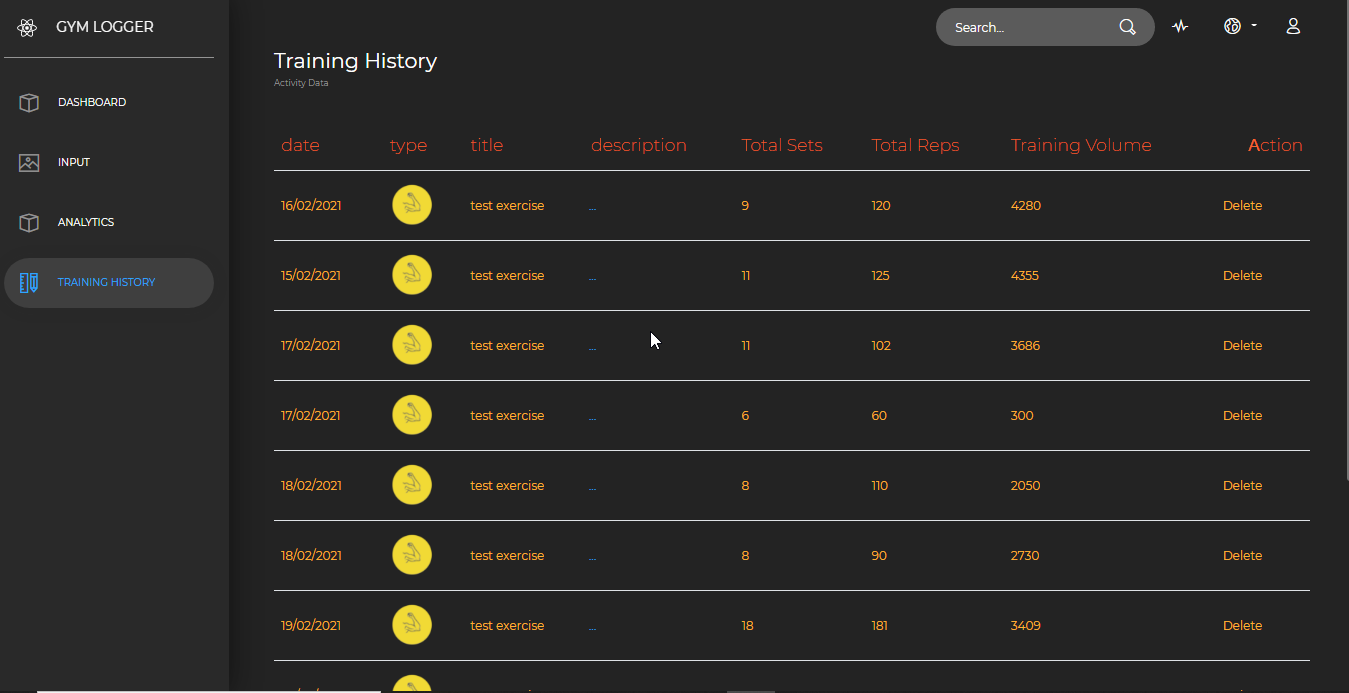 GYM LOGGER
Search...
Training History
Activity Data
DASHBOARD
INPUT
ANALYTICS
TRAINING HISTORY
date type title description Total Sets Total Reps Training Volume Action
16/02/2021 test exercise ... 9 120 4280 Delete
15/02/2021 test exercise ... 11 125 4355 Delete
17/02/2021 test exercise ... 11 102 3686 Delete
17/02/2021 test exercise ... 6 60 300 Delete
18/02/2021 test exercise ... 8 110 2050 Delete
18/02/2021 test exercise ... 8 90 2730 Delete
19/02/2021 test exercise ... 18 181 3409 Delete